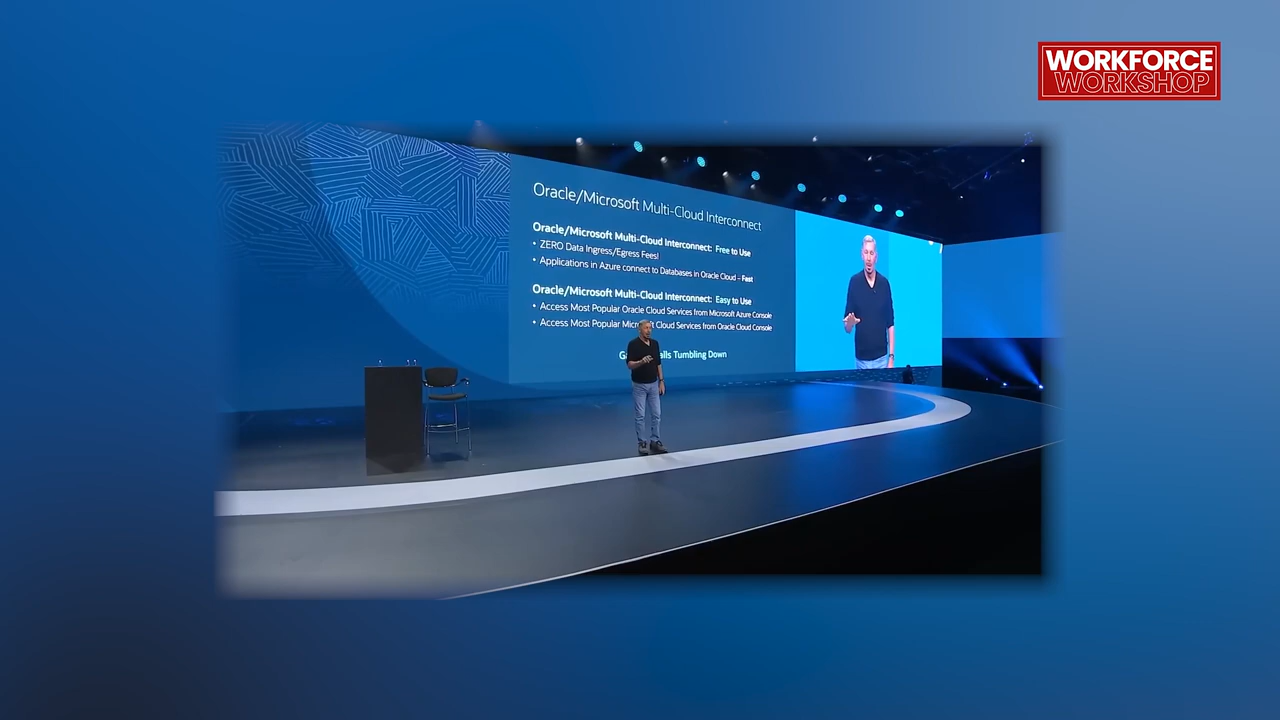 WORKFORCE
WORKSHOP
Oracle/Microsoft Multi-Cloud Interconnect
Oracle/Microsoft Multi-Cloud Interconnect: Free to Use
• ZERO Data Ingress/Egress Fees!
• Applications in Azure connect to Databases in Oracle Cloud – Fast
Oracle/Microsoft Multi-Cloud Interconnect: Easy to Use
• Access Most Popular Oracle Cloud Services from Microsoft Azure Console
• Access Most Popular Cloud Services from Oracle Cloud Console
Tumbling Down